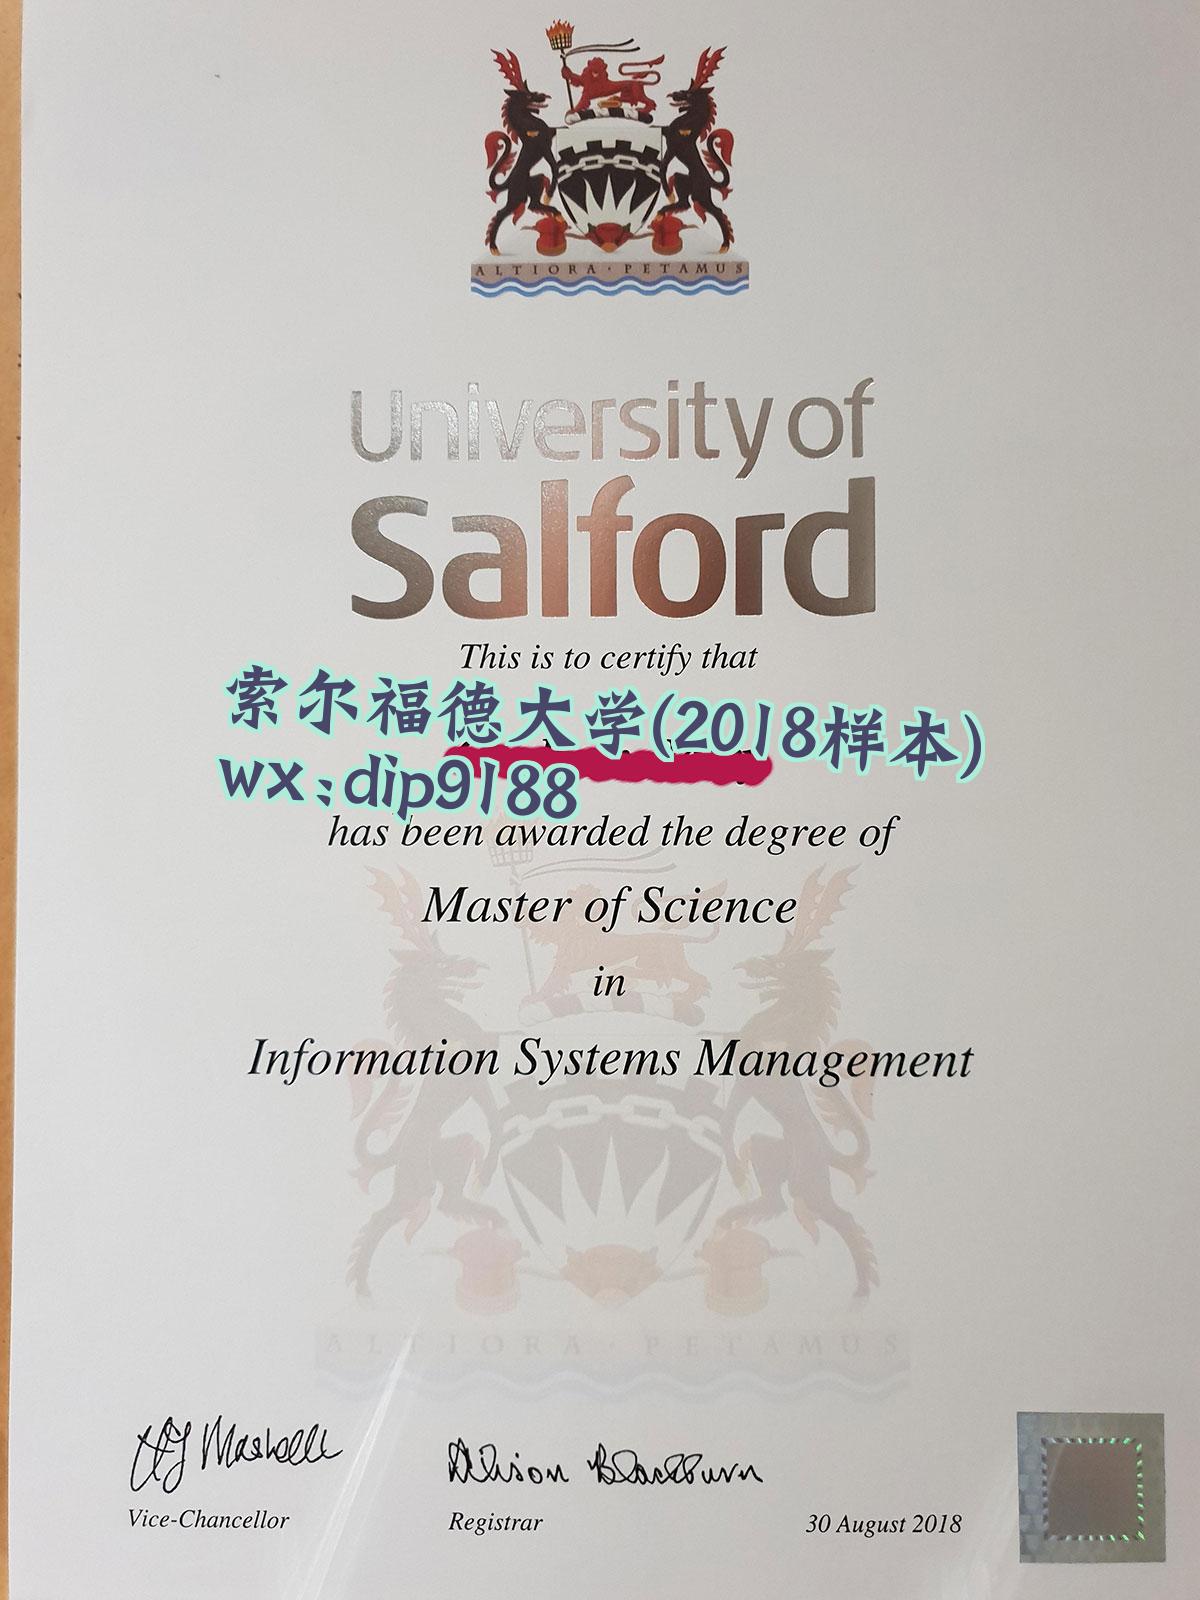 ALTIORA · PETAMUS
University of
Salford
This is to certify that
索尔福德大学(2018样本)
wx:dip9188
has been awarded the degree of
Master of Science
in
Information Systems Management
ALTIORA · PETAMUS
Alison Blackburn
Vice-Chancellor
Registrar
30 August 2018